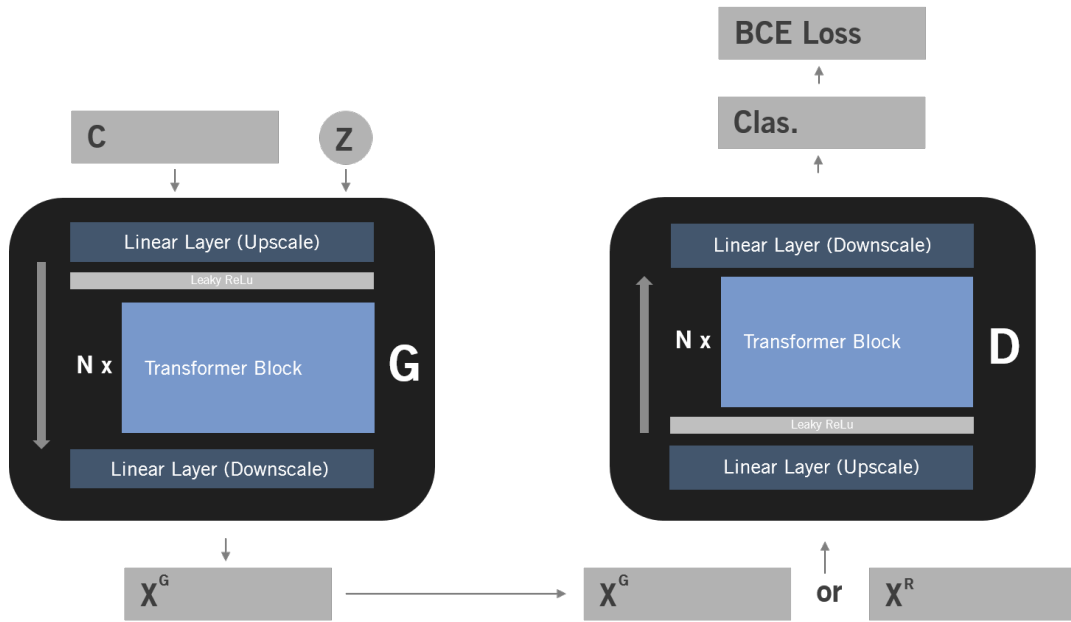 C
Z
Linear Layer (Upscale)
Leaky ReLu
N x
Transformer Block
G
Linear Layer (Downscale)
X^G
BCE Loss
Clas.
Linear Layer (Downscale)
N x
Transformer Block
D
Leaky ReLu
Linear Layer (Upscale)
X^G
or
X^R